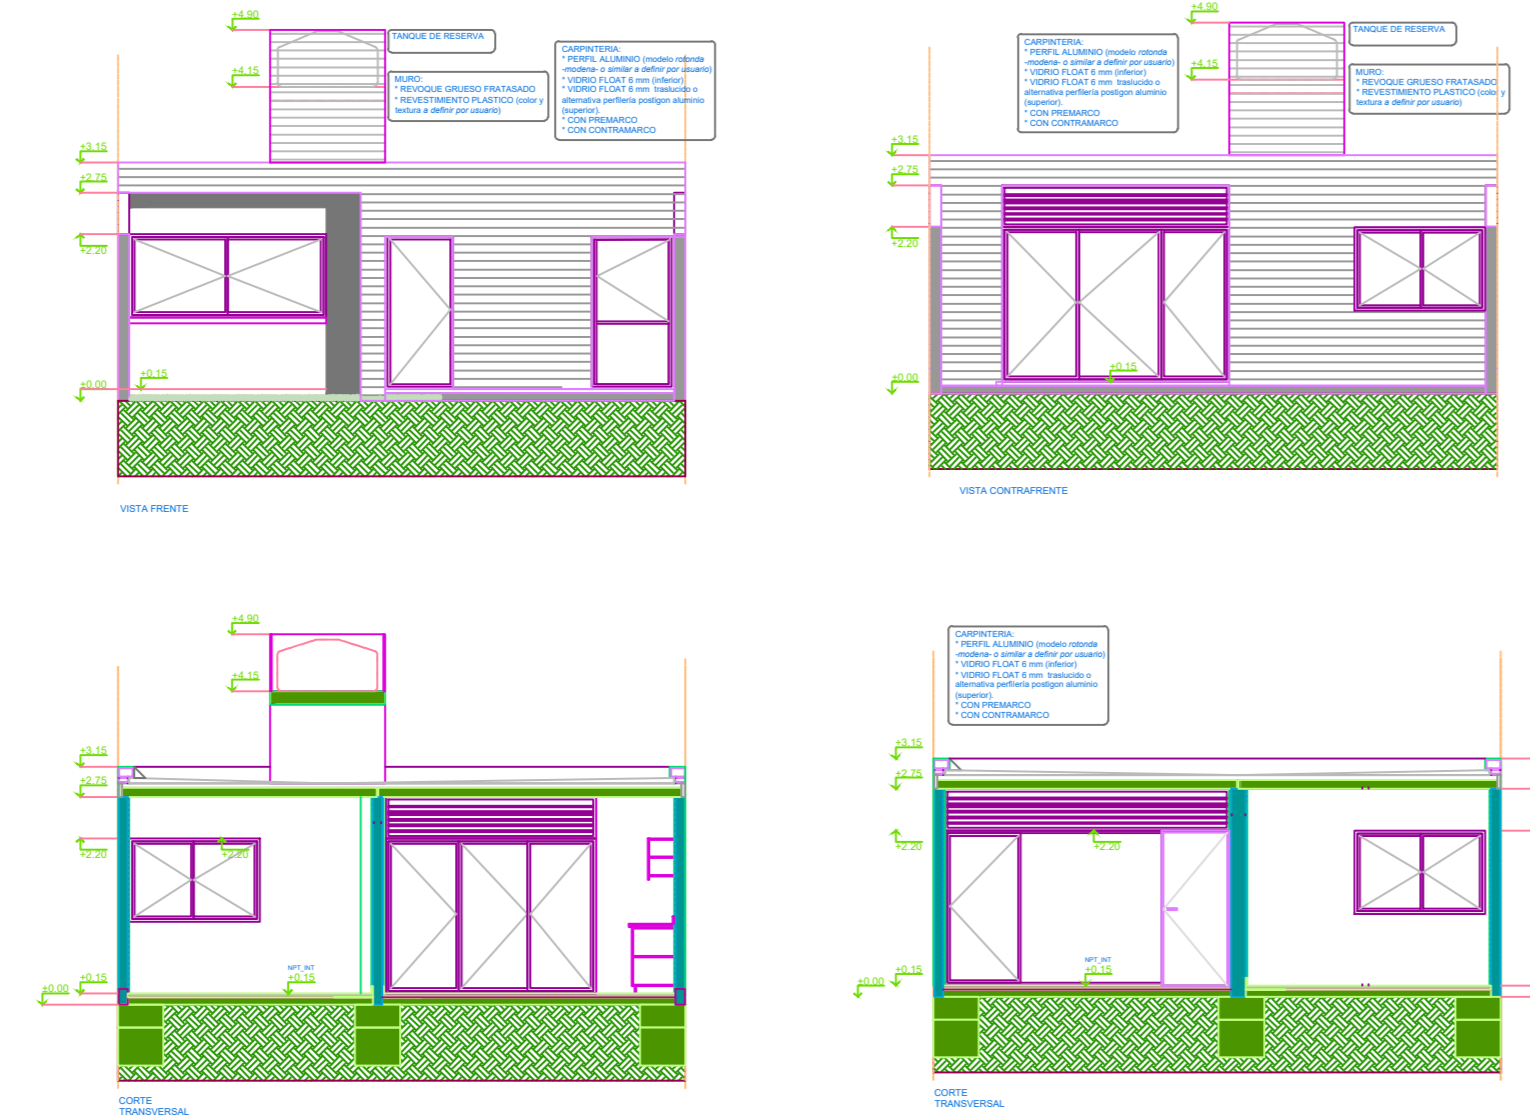 +4.90
TANQUE DE RESERVA
CARPINTERIA:
* PERFIL ALUMINIO (modelo rotonda
-modena- o similar a definir por usuario)
* VIDRIO FLOAT 6 mm (inferior)
* VIDRIO FLOAT 6 mm traslucido o
alternativa perfilería postigon aluminio
(superior).
* CON PREMARCO
* CON CONTRAMARCO
+4.15
MURO:
* REVOQUE GRUESO FRATASADO
* REVESTIMIENTO PLASTICO (color y
textura a definir por usuario)
+3.15
+2.75
+2.20
+0.15
±0.00
VISTA FRENTE
+4.90
TANQUE DE RESERVA
CARPINTERIA:
* PERFIL ALUMINIO (modelo rotonda
-modena- o similar a definir por usuario)
* VIDRIO FLOAT 6 mm (inferior)
* VIDRIO FLOAT 6 mm traslucido o
alternativa perfilería postigon aluminio
(superior).
* CON PREMARCO
* CON CONTRAMARCO
+4.15
MURO:
* REVOQUE GRUESO FRATASADO
* REVESTIMIENTO PLASTICO (color y
textura a definir por usuario)
+3.15
+2.75
+2.20
+0.15
±0.00
VISTA CONTRAFRENTE
+4.90
+4.15
+3.15
+2.75
+2.20
+2.20
NPT_INT
+0.15
+0.15
±0.00
CORTE
TRANSVERSAL
CARPINTERIA:
* PERFIL ALUMINIO (modelo rotonda
-modena- o similar a definir por usuario)
* VIDRIO FLOAT 6 mm (inferior)
* VIDRIO FLOAT 6 mm traslucido o
alternativa perfilería postigon aluminio
(superior).
* CON PREMARCO
* CON CONTRAMARCO
+3.15
+2.75
+2.20
+2.20
NPT_INT
+0.15
+0.15
±0.00
CORTE
TRANSVERSAL